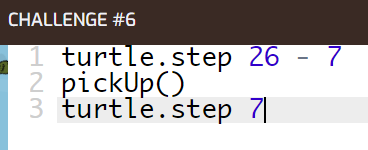 CHALLENGE #6
1 turtle.step 26 - 7
2 pickUp()
3 turtle.step 7